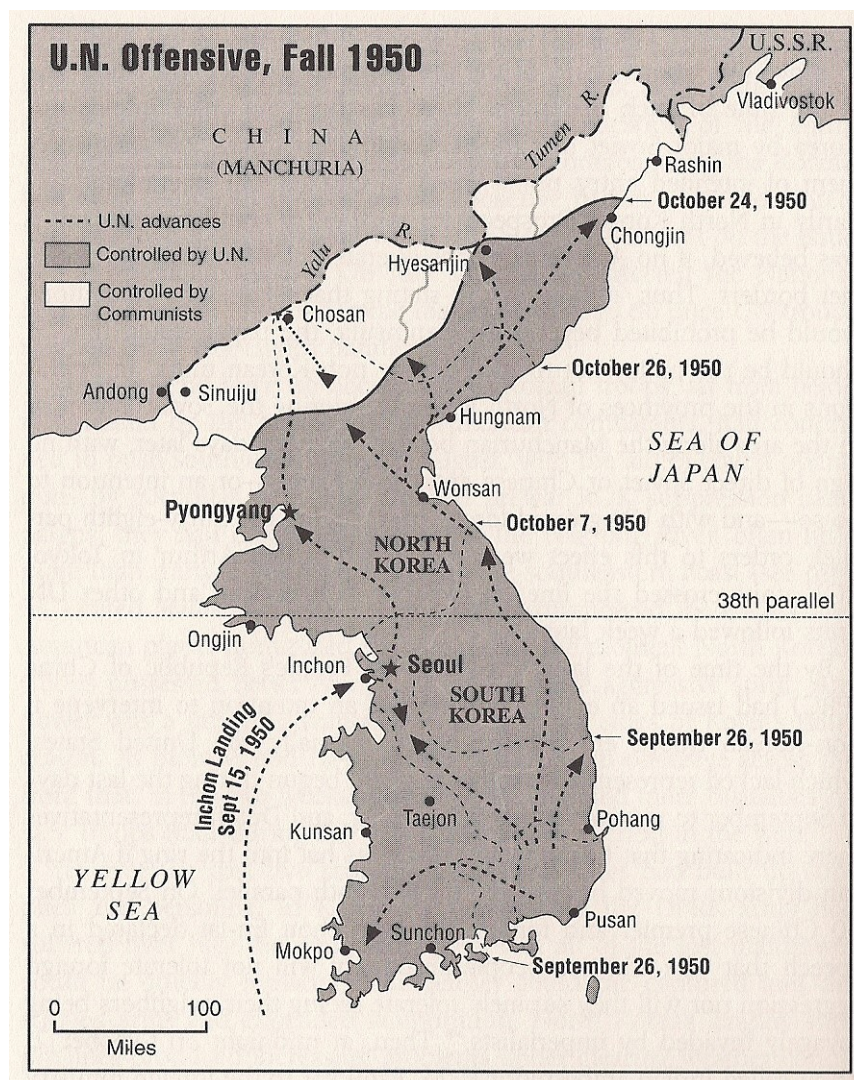 U.N. Offensive, Fall 1950
U.S.S.R.
Vladivostok
CHINA
(MANCHURIA)
Tumen R.
Rashin
October 24, 1950
U.N. advances
Controlled by U.N.
Controlled by
Communists
Yalu R.
Hyesanjin
Chongjin
Chosan
October 26, 1950
Andong
Sinuiju
Hungnam
SEA OF
JAPAN
Wonsan
Pyongyang
October 7, 1950
NORTH
KOREA
38th parallel
Ongjin
Inchon
Seoul
SOUTH
KOREA
Inchon Landing
Sept 15, 1950
September 26, 1950
Taejon
Pohang
Kunsan
YELLOW
SEA
Pusan
Mokpo
Sunchon
September 26, 1950
0 100
Miles